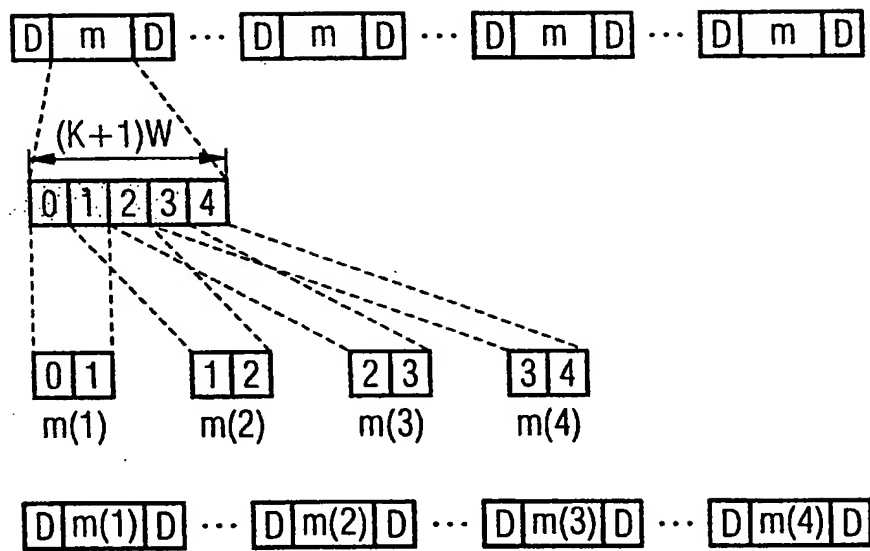 D m D ··· D m D ··· D m D ··· D m D
(K+1)W
0 1 2 3 4
0 1 1 2 2 3 3 4
m(1) m(2) m(3) m(4)
D m(1) D ··· D m(2) D ··· D m(3) D ··· D m(4) D